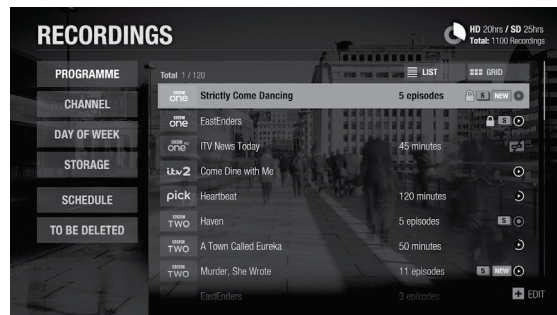 RECORDINGS
HD 20hrs / SD 25hrs
Total: 1100 Recordings
PROGRAMME
CHANNEL
DAY OF WEEK
STORAGE
SCHEDULE
TO BE DELETED
Total 1 / 120
LIST
GRID
BBC one Strictly Come Dancing 5 episodes S NEW
BBC one EastEnders S
BBC one ITV News Today 45 minutes
itv2 Come Dine with Me
pick Heartbeat 120 minutes
BBC TWO Haven 5 episodes S
BBC TWO A Town Called Eureka 50 minutes
BBC TWO Murder, She Wrote 11 episodes S NEW
EastEnders 3 episodes
+ EDIT